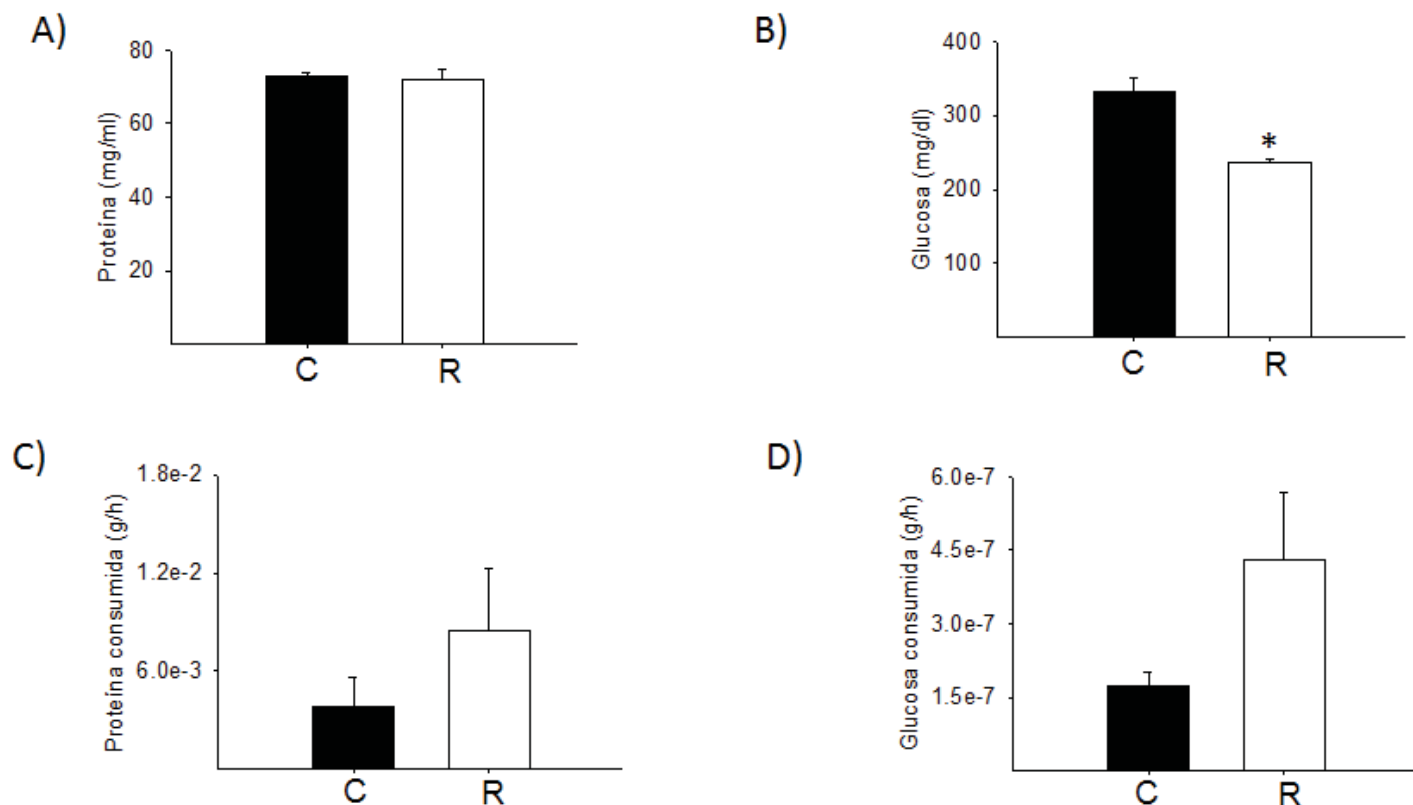 A)
Proteína (mg/ml)
80
60
40
20
C R
B)
Glucosa (mg/dl)
400
300
200
100
*
C R
C)
Proteína consumida (g/h)
1.8e-2
1.2e-2
6.0e-3
C R
D)
Glucosa consumida (g/h)
6.0e-7
4.5e-7
3.0e-7
1.5e-7
C R